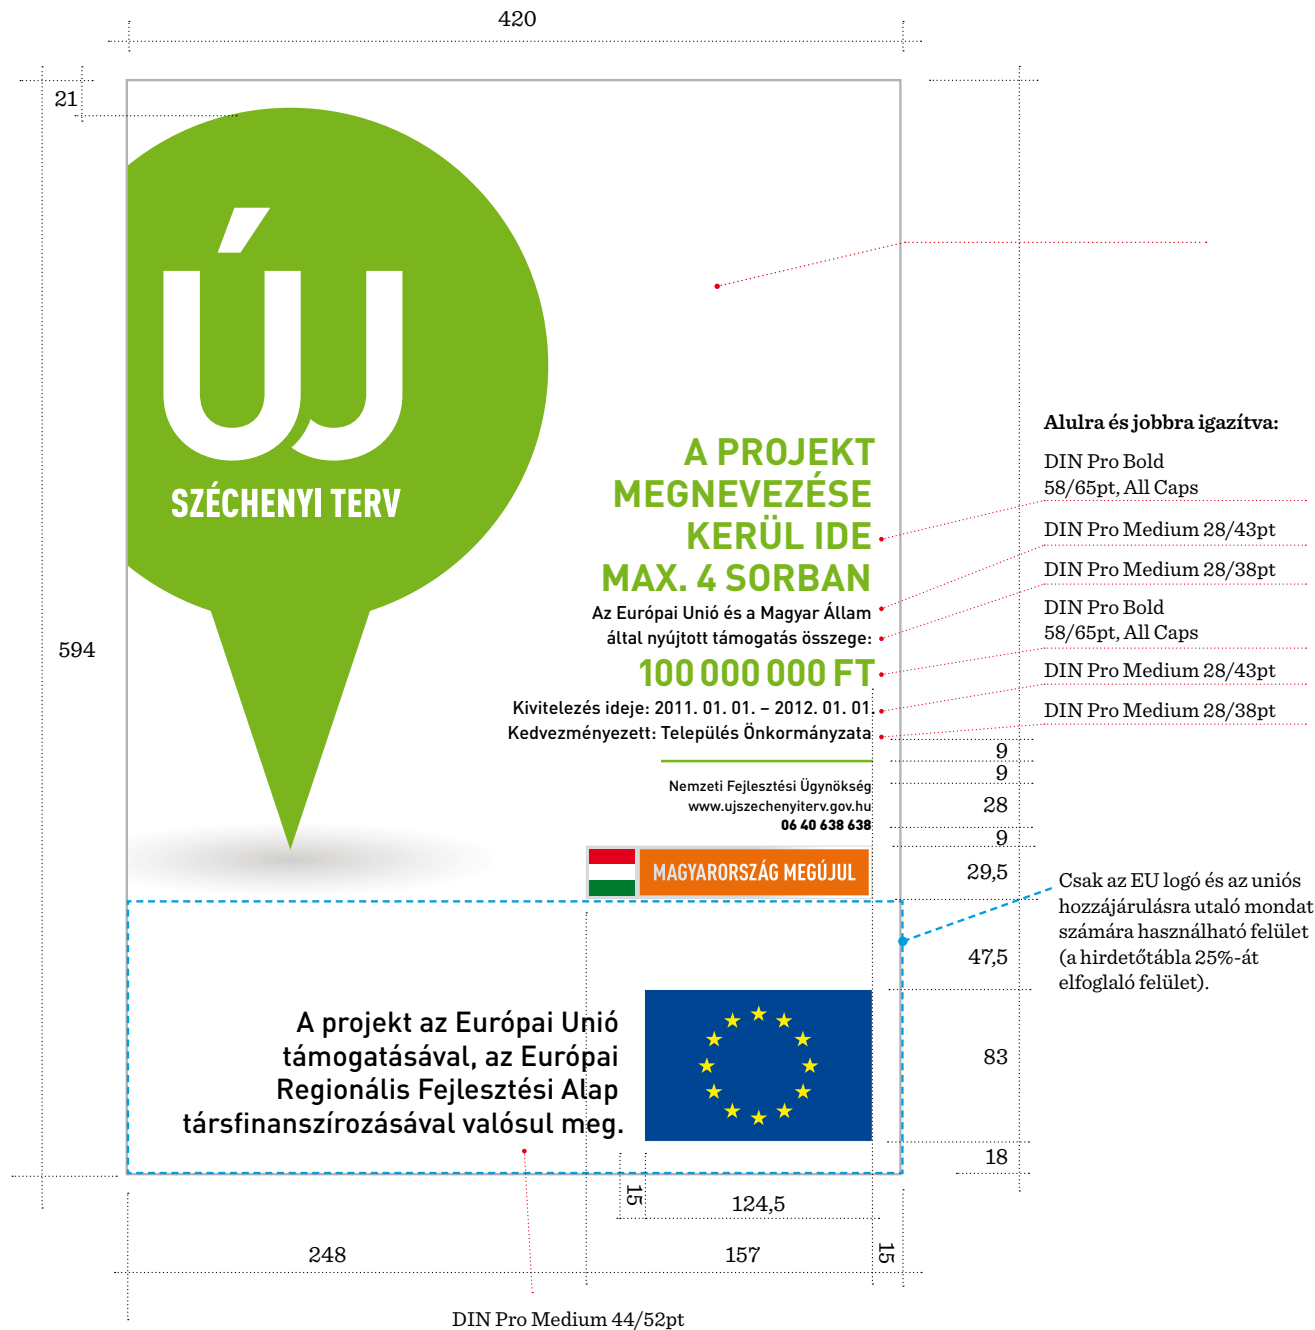 420
21
ÚJ
SZÉCHENYI TERV
594
A PROJEKT
MEGNEVEZÉSE
KERÜL IDE
MAX. 4 SORBAN
Az Európai Unió és a Magyar Állam
által nyújtott támogatás összege:
100 000 000 FT
Kivitelezés ideje: 2011. 01. 01. – 2012. 01. 01.
Kedvezményezett: Település Önkormányzata
Nemzeti Fejlesztési Ügynökség
www.ujszechenyiterv.gov.hu
06 40 638 638
MAGYARORSZÁG MEGÚJUL
A projekt az Európai Unió
támogatásával, az Európai
Regionális Fejlesztési Alap
társfinanszírozásával valósul meg.
Alulra és jobbra igazítva:
DIN Pro Bold
58/65pt, All Caps
DIN Pro Medium 28/43pt
DIN Pro Medium 28/38pt
DIN Pro Bold
58/65pt, All Caps
DIN Pro Medium 28/43pt
DIN Pro Medium 28/38pt
9
9
28
9
29,5
47,5
83
18
Csak az EU logó és az uniós
hozzájárulásra utaló mondat
számára használható felület
(a hirdetőtábla 25%-át
elfoglaló felület).
15
124,5
248
157
15
DIN Pro Medium 44/52pt